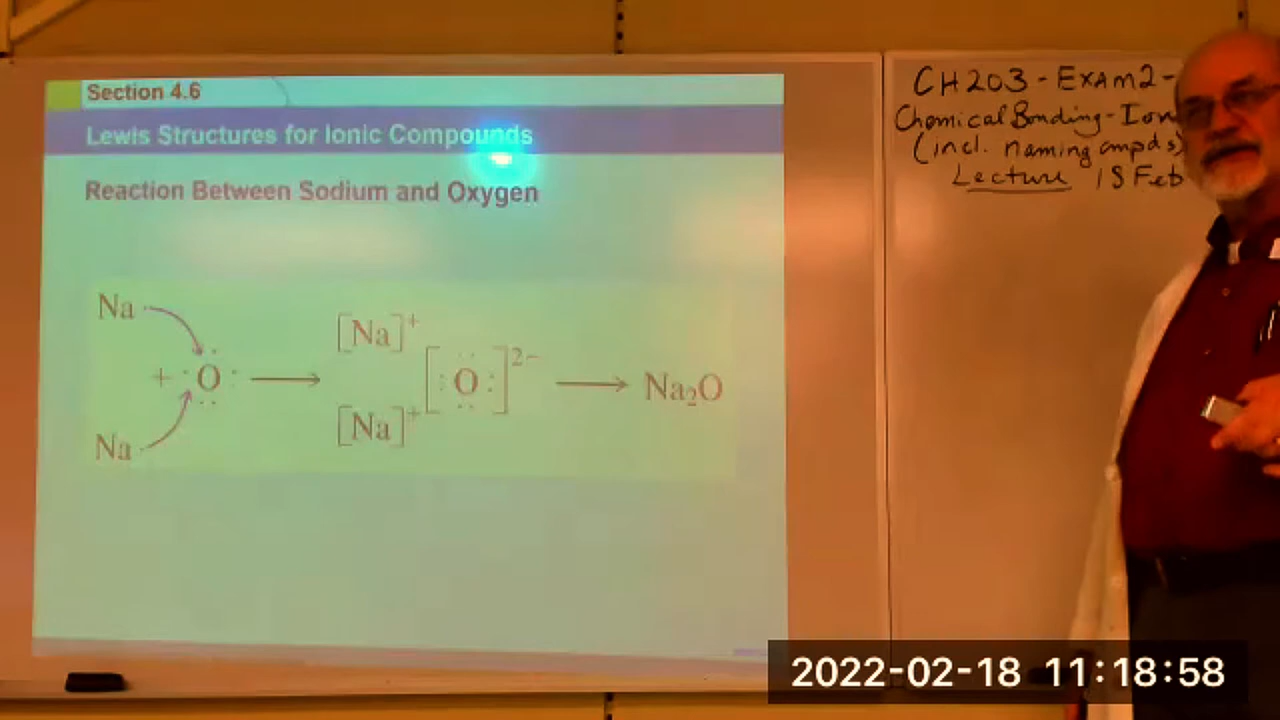 Section 4.6
Lewis Structures for Ionic Compounds
Reaction Between Sodium and Oxygen
Na
[Na]⁺
+ O ⟶ [:O:]²⁻ ⟶ Na₂O
Na
[Na]⁺
CH203 - EXAM2 -
Chemical Bonding - Ion
(incl. naming cmpds)
Lecture 18 Feb
2022-02-18 11:18:58